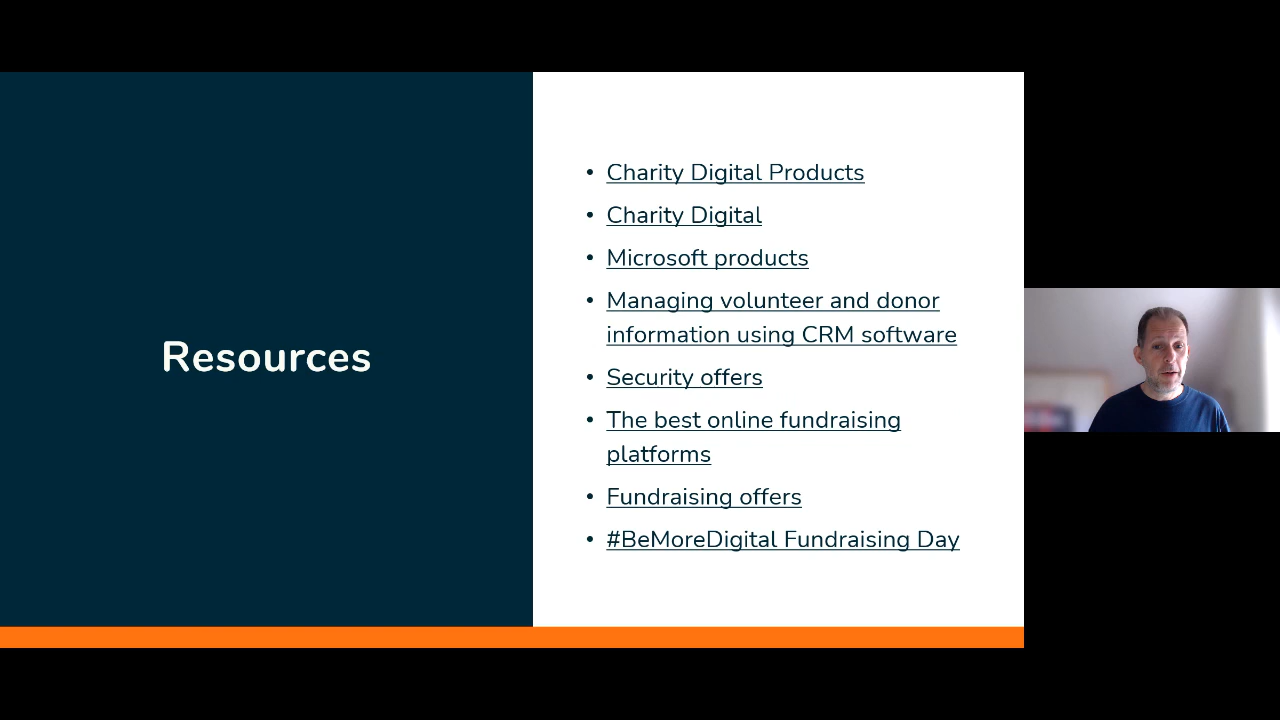 Resources
• Charity Digital Products
• Charity Digital
• Microsoft products
• Managing volunteer and donor
information using CRM software
• Security offers
• The best online fundraising
platforms
• Fundraising offers
• #BeMoreDigital Fundraising Day